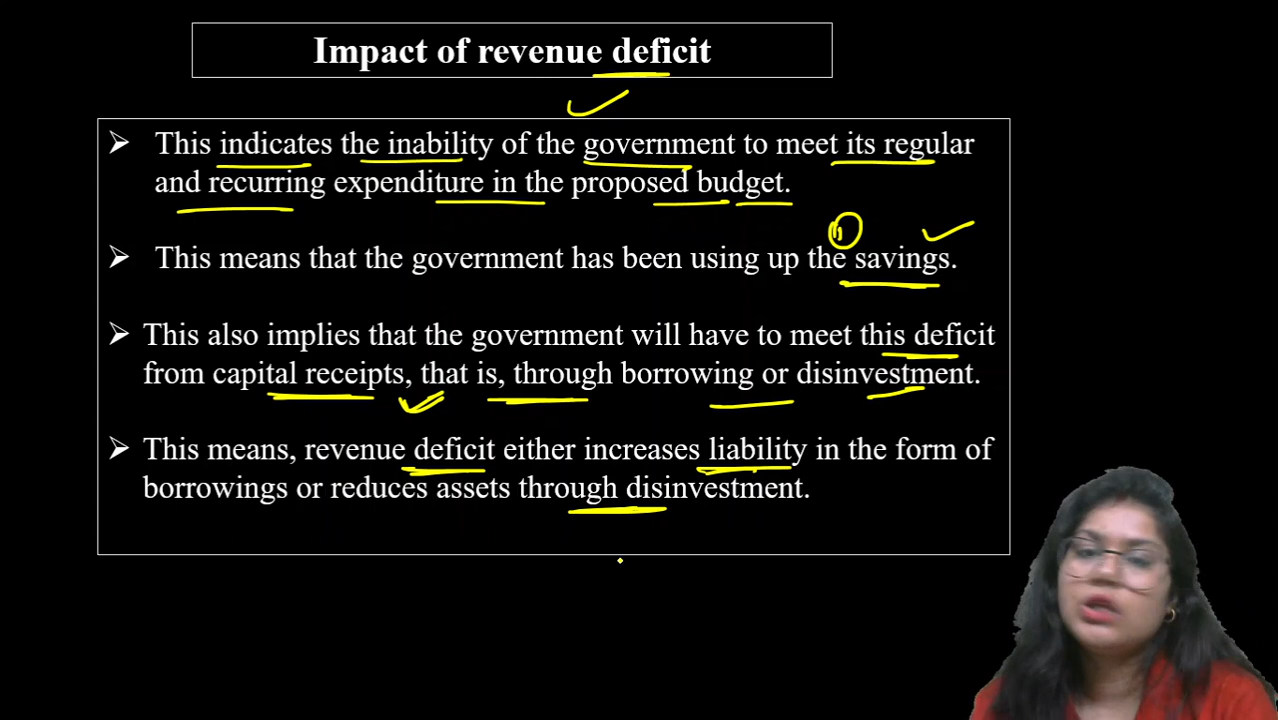 Impact of revenue deficit
➢ This indicates the inability of the government to meet its regular
and recurring expenditure in the proposed budget.
➢ This means that the government has been using up the savings.
➢ This also implies that the government will have to meet this deficit
from capital receipts, that is, through borrowing or disinvestment.
➢ This means, revenue deficit either increases liability in the form of
borrowings or reduces assets through disinvestment.